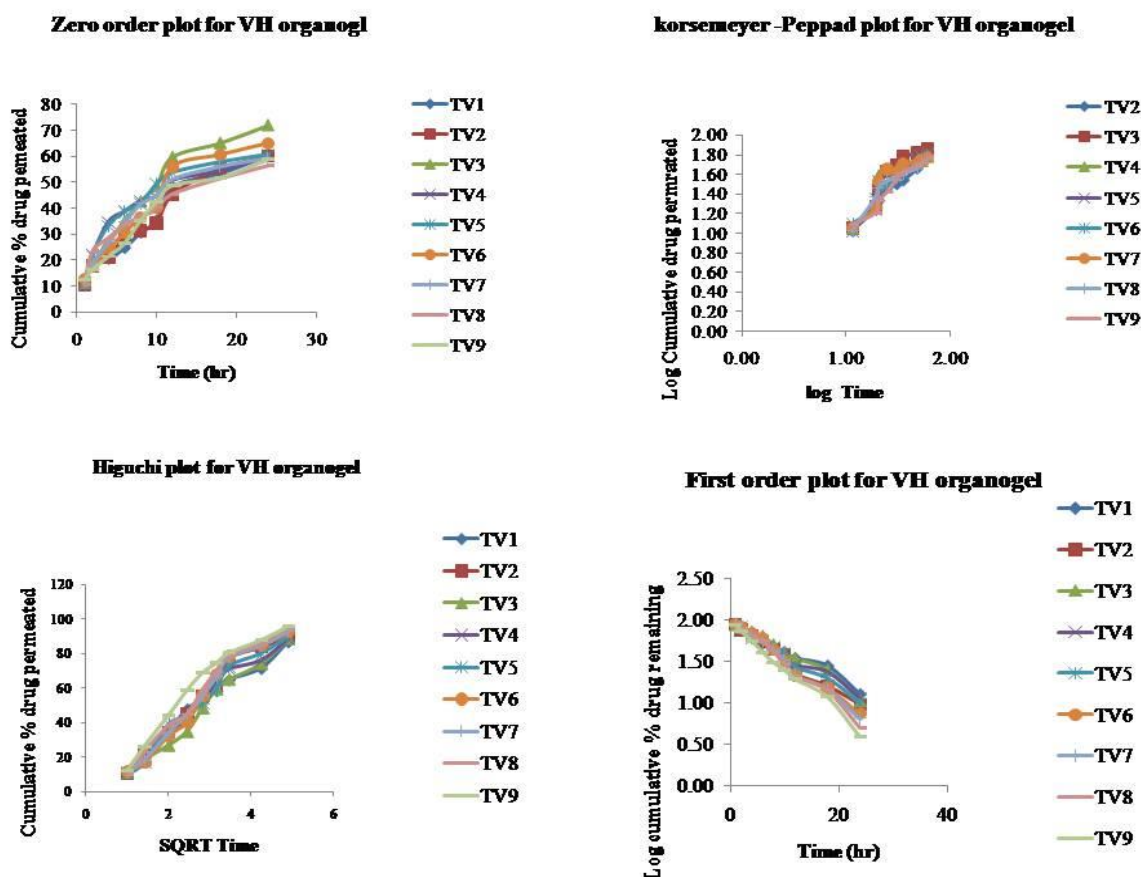 Zero order plot for VH organogl
Cumulative % drug peneated
80
70
60
50
40
30
20
10
0
0 10 20 30
Time (hr)
TV1
TV2
TV3
TV4
TV5
TV6
TV7
TV8
TV9
korsemeyer -Peppad plot for VH organogel
Log Cumulative drug permrated
2.00
1.80
1.60
1.40
1.20
1.00
0.80
0.60
0.40
0.20
0.00
0.00 1.00 2.00
log Time
TV2
TV3
TV4
TV5
TV6
TV7
TV8
TV9
Higuchi plot for VH organogel
Cumulative % drug permeated
120
100
80
60
40
20
0
0 2 4 6
SQRT Time
TV1
TV2
TV3
TV4
TV5
TV6
TV7
TV8
TV9
First order plot for VH organogel
Log cumulative % drug remaining
2.50
2.00
1.50
1.00
0.50
0.00
0 20 40
Time (hr)
TV1
TV2
TV3
TV4
TV5
TV6
TV7
TV8
TV9